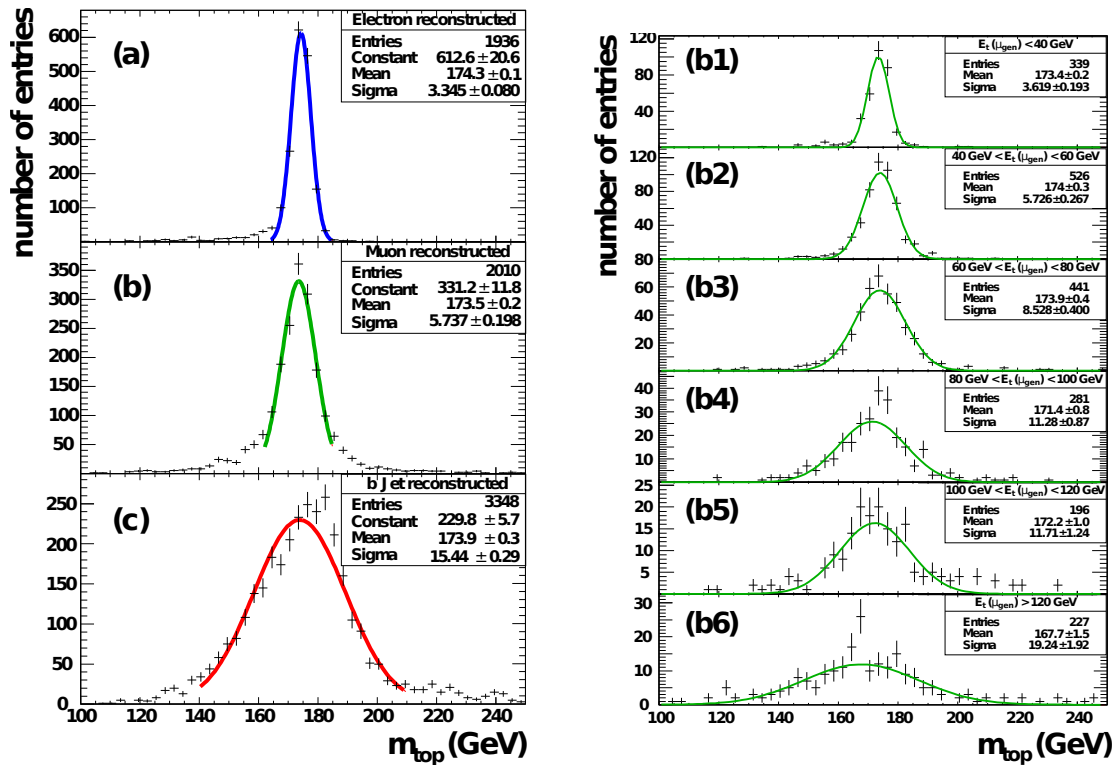 number of entries
(a)
Electron reconstructed
Entries 1936
Constant 612.6 ± 20.6
Mean 174.3 ± 0.1
Sigma 3.345 ± 0.080
600
500
400
300
200
100
(b)
Muon reconstructed
Entries 2010
Constant 331.2 ± 11.8
Mean 173.5 ± 0.2
Sigma 5.737 ± 0.198
350
300
250
200
150
100
50
(c)
b Jet reconstructed
Entries 3348
Constant 229.8 ± 5.7
Mean 173.9 ± 0.3
Sigma 15.44 ± 0.29
250
200
150
100
50
0
100 120 140 160 180 200 220 240
m_top (GeV)
number of entries
(b1)
E_t (μ_gen) < 40 GeV
Entries 339
Mean 173.4 ± 0.2
Sigma 3.619 ± 0.193
120
100
80
60
40
20
(b2)
40 GeV < E_t (μ_gen) < 60 GeV
Entries 526
Mean 174 ± 0.3
Sigma 5.726 ± 0.267
120
100
80
60
40
20
(b3)
60 GeV < E_t (μ_gen) < 80 GeV
Entries 441
Mean 173.9 ± 0.4
Sigma 8.528 ± 0.400
80
60
40
20
(b4)
80 GeV < E_t (μ_gen) < 100 GeV
Entries 281
Mean 171.4 ± 0.8
Sigma 11.28 ± 0.87
40
30
20
10
(b5)
100 GeV < E_t (μ_gen) < 120 GeV
Entries 196
Mean 172.2 ± 1.0
Sigma 11.71 ± 1.24
25
20
15
10
5
(b6)
E_t (μ_gen) > 120 GeV
Entries 227
Mean 167.7 ± 1.5
Sigma 19.24 ± 1.92
30
20
10
0
100 120 140 160 180 200 220 240
m_top (GeV)